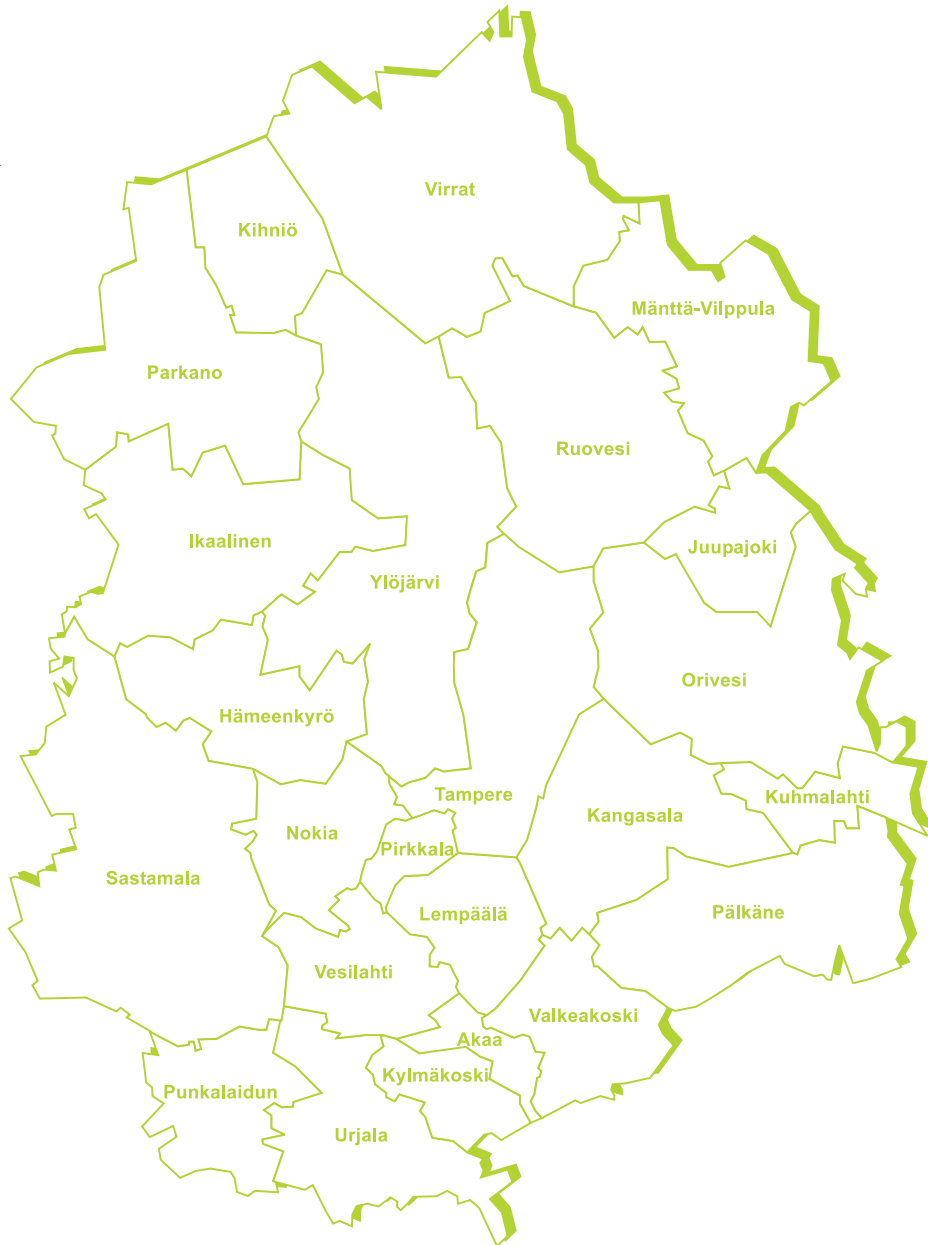 Virrat
Kihniö
Mänttä-Vilppula
Parkano
Ruovesi
Ikaalinen
Juupajoki
Ylöjärvi
Orivesi
Hämeenkyrö
Tampere
Kuhmalahti
Kangasala
Nokia
Pirkkala
Sastamala
Lempäälä
Pälkäne
Vesilahti
Valkeakoski
Akaa
Kylmäkoski
Punkalaidun
Urjala